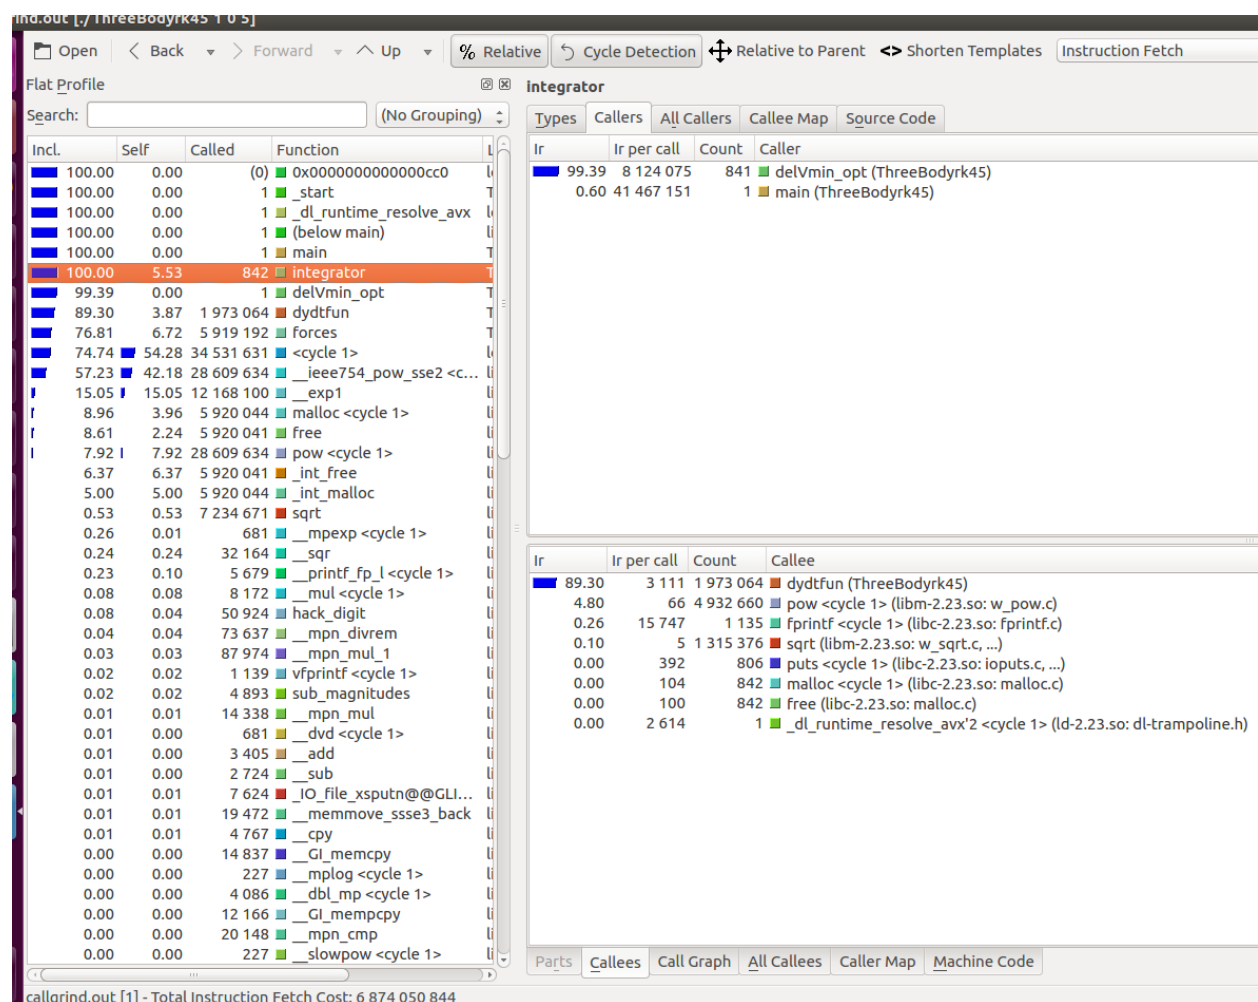 ind.out [./ThreeBodyrk45 1 0 5]
Open Back Forward Up % Relative Cycle Detection Relative to Parent <> Shorten Templates Instruction Fetch
Flat Profile
Search: (No Grouping)
Incl. Self Called Function L
100.00 0.00 (0) 0x0000000000000cc0
100.00 0.00 1 _start
100.00 0.00 1 _dl_runtime_resolve_avx
100.00 0.00 1 (below main)
100.00 0.00 1 main
100.00 5.53 842 integrator
99.39 0.00 1 delVmin_opt
89.30 3.87 1 973 064 dydtfun
76.81 6.72 5 919 192 forces
74.74 54.28 34 531 631 <cycle 1>
57.23 42.18 28 609 634 __ieee754_pow_sse2 <c...
15.05 15.05 12 168 100 __exp1
8.96 3.96 5 920 044 malloc <cycle 1>
8.61 2.24 5 920 041 free
7.92 7.92 28 609 634 pow <cycle 1>
6.37 6.37 5 920 041 _int_free
5.00 5.00 5 920 044 _int_malloc
0.53 0.53 7 234 671 sqrt
0.26 0.01 681 __mpexp <cycle 1>
0.24 0.24 32 164 __sqr
0.23 0.10 5 679 __printf_fp_l <cycle 1>
0.08 0.08 8 172 __mul <cycle 1>
0.08 0.04 50 924 hack_digit
0.04 0.04 73 637 __mpn_divrem
0.03 0.03 87 974 __mpn_mul_1
0.02 0.02 1 139 vfprintf <cycle 1>
0.02 0.02 4 893 sub_magnitudes
0.01 0.01 14 338 __mpn_mul
0.01 0.00 681 __dvd <cycle 1>
0.01 0.00 3 405 __add
0.01 0.00 2 724 __sub
0.01 0.01 7 624 _IO_file_xsputn@@GLI...
0.01 0.01 19 472 __memmove_ssse3_back
0.01 0.01 4 767 __cpy
0.00 0.00 14 837 __GI_memcpy
0.00 0.00 227 __mplog <cycle 1>
0.00 0.00 4 086 __dbl_mp <cycle 1>
0.00 0.00 12 166 __GI_mempcpy
0.00 0.00 20 148 __mpn_cmp
0.00 0.00 227 __slowpow <cycle 1>
integrator
Types Callers All Callers Callee Map Source Code
Ir Ir per call Count Caller
99.39 8 124 075 841 delVmin_opt (ThreeBodyrk45)
0.60 41 467 151 1 main (ThreeBodyrk45)
Ir Ir per call Count Callee
89.30 3 111 1 973 064 dydtfun (ThreeBodyrk45)
4.80 66 4 932 660 pow <cycle 1> (libm-2.23.so: w_pow.c)
0.26 15 747 1 135 fprintf <cycle 1> (libc-2.23.so: fprintf.c)
0.10 5 1 315 376 sqrt (libm-2.23.so: w_sqrt.c, ...)
0.00 392 806 puts <cycle 1> (libc-2.23.so: ioputs.c, ...)
0.00 104 842 malloc <cycle 1> (libc-2.23.so: malloc.c)
0.00 100 842 free (libc-2.23.so: malloc.c)
0.00 2 614 1 _dl_runtime_resolve_avx'2 <cycle 1> (ld-2.23.so: dl-trampoline.h)
Parts Callees Call Graph All Callees Caller Map Machine Code
callgrind.out [1] - Total Instruction Fetch Cost: 6 874 050 844